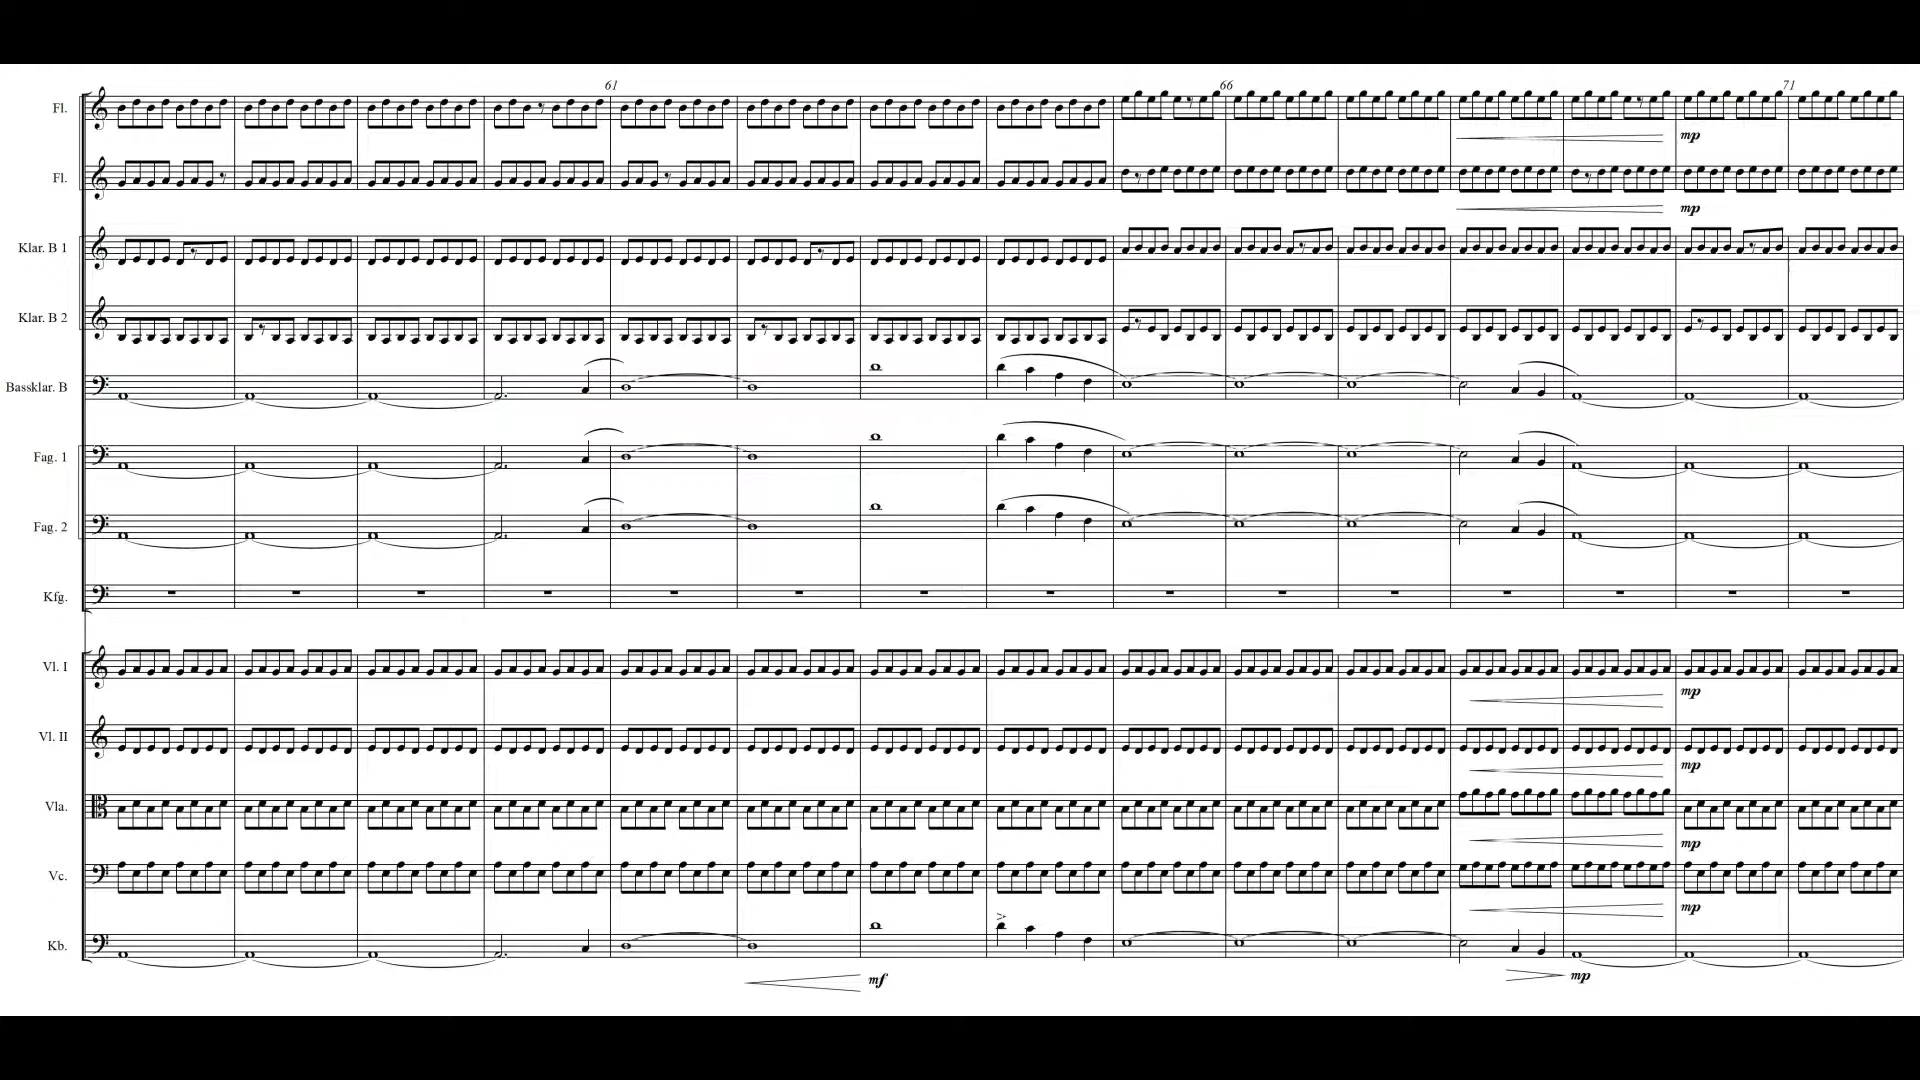 61 66 71
Fl.
mp
Fl.
mp
Klar. B 1
Klar. B 2
Bassklar. B
Fag. 1
Fag. 2
Kfg.
Vl. I
mp
Vl. II
mp
Vla.
mp
Vc.
mp
Kb.
mf mp